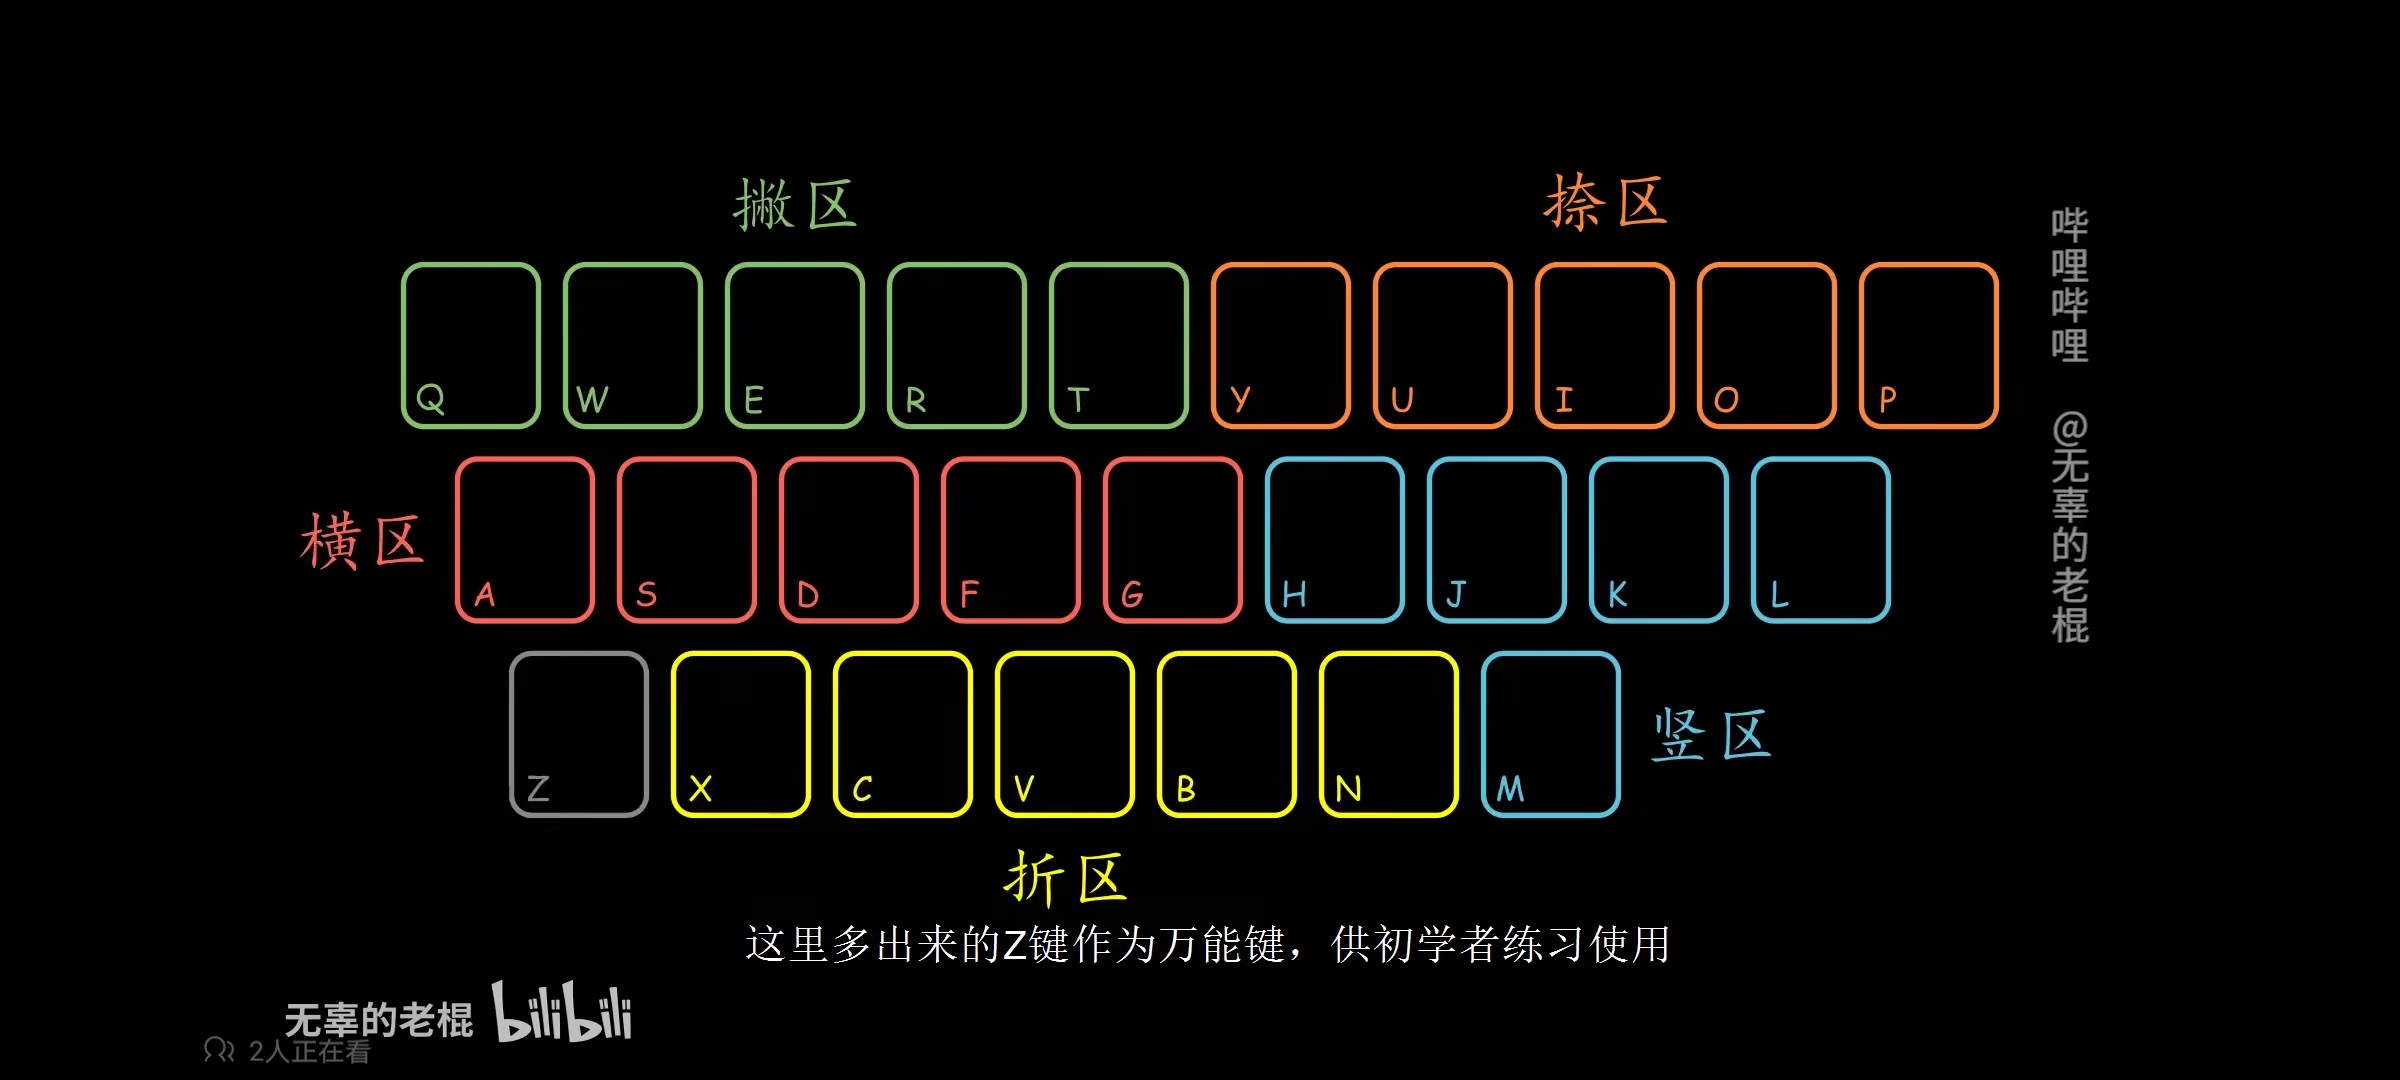 撇区
捺区
Q W E R T Y U I O P
横区
A S D F G H J K L
Z X C V B N M
竖区
折区
这里多出来的Z键作为万能键，供初学者练习使用
哔哩哔哩 @无辜的老棍
无辜的老棍 bilibili
2人正在看